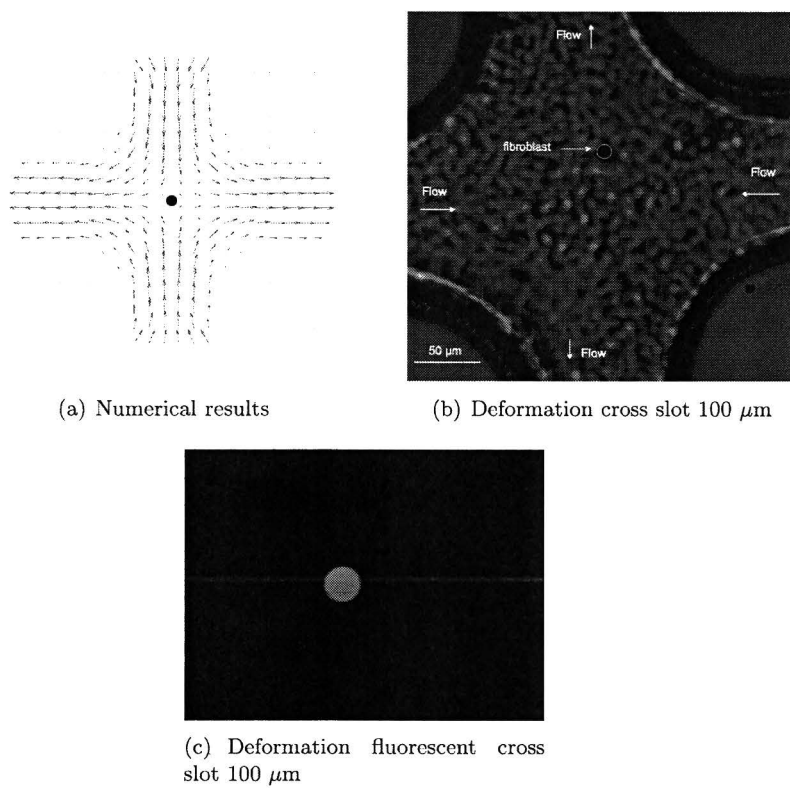 Flow
fibroblast
Flow
Flow
50 μm
Flow
(a) Numerical results
(b) Deformation cross slot 100 μm
(c) Deformation fluorescent cross
slot 100 μm